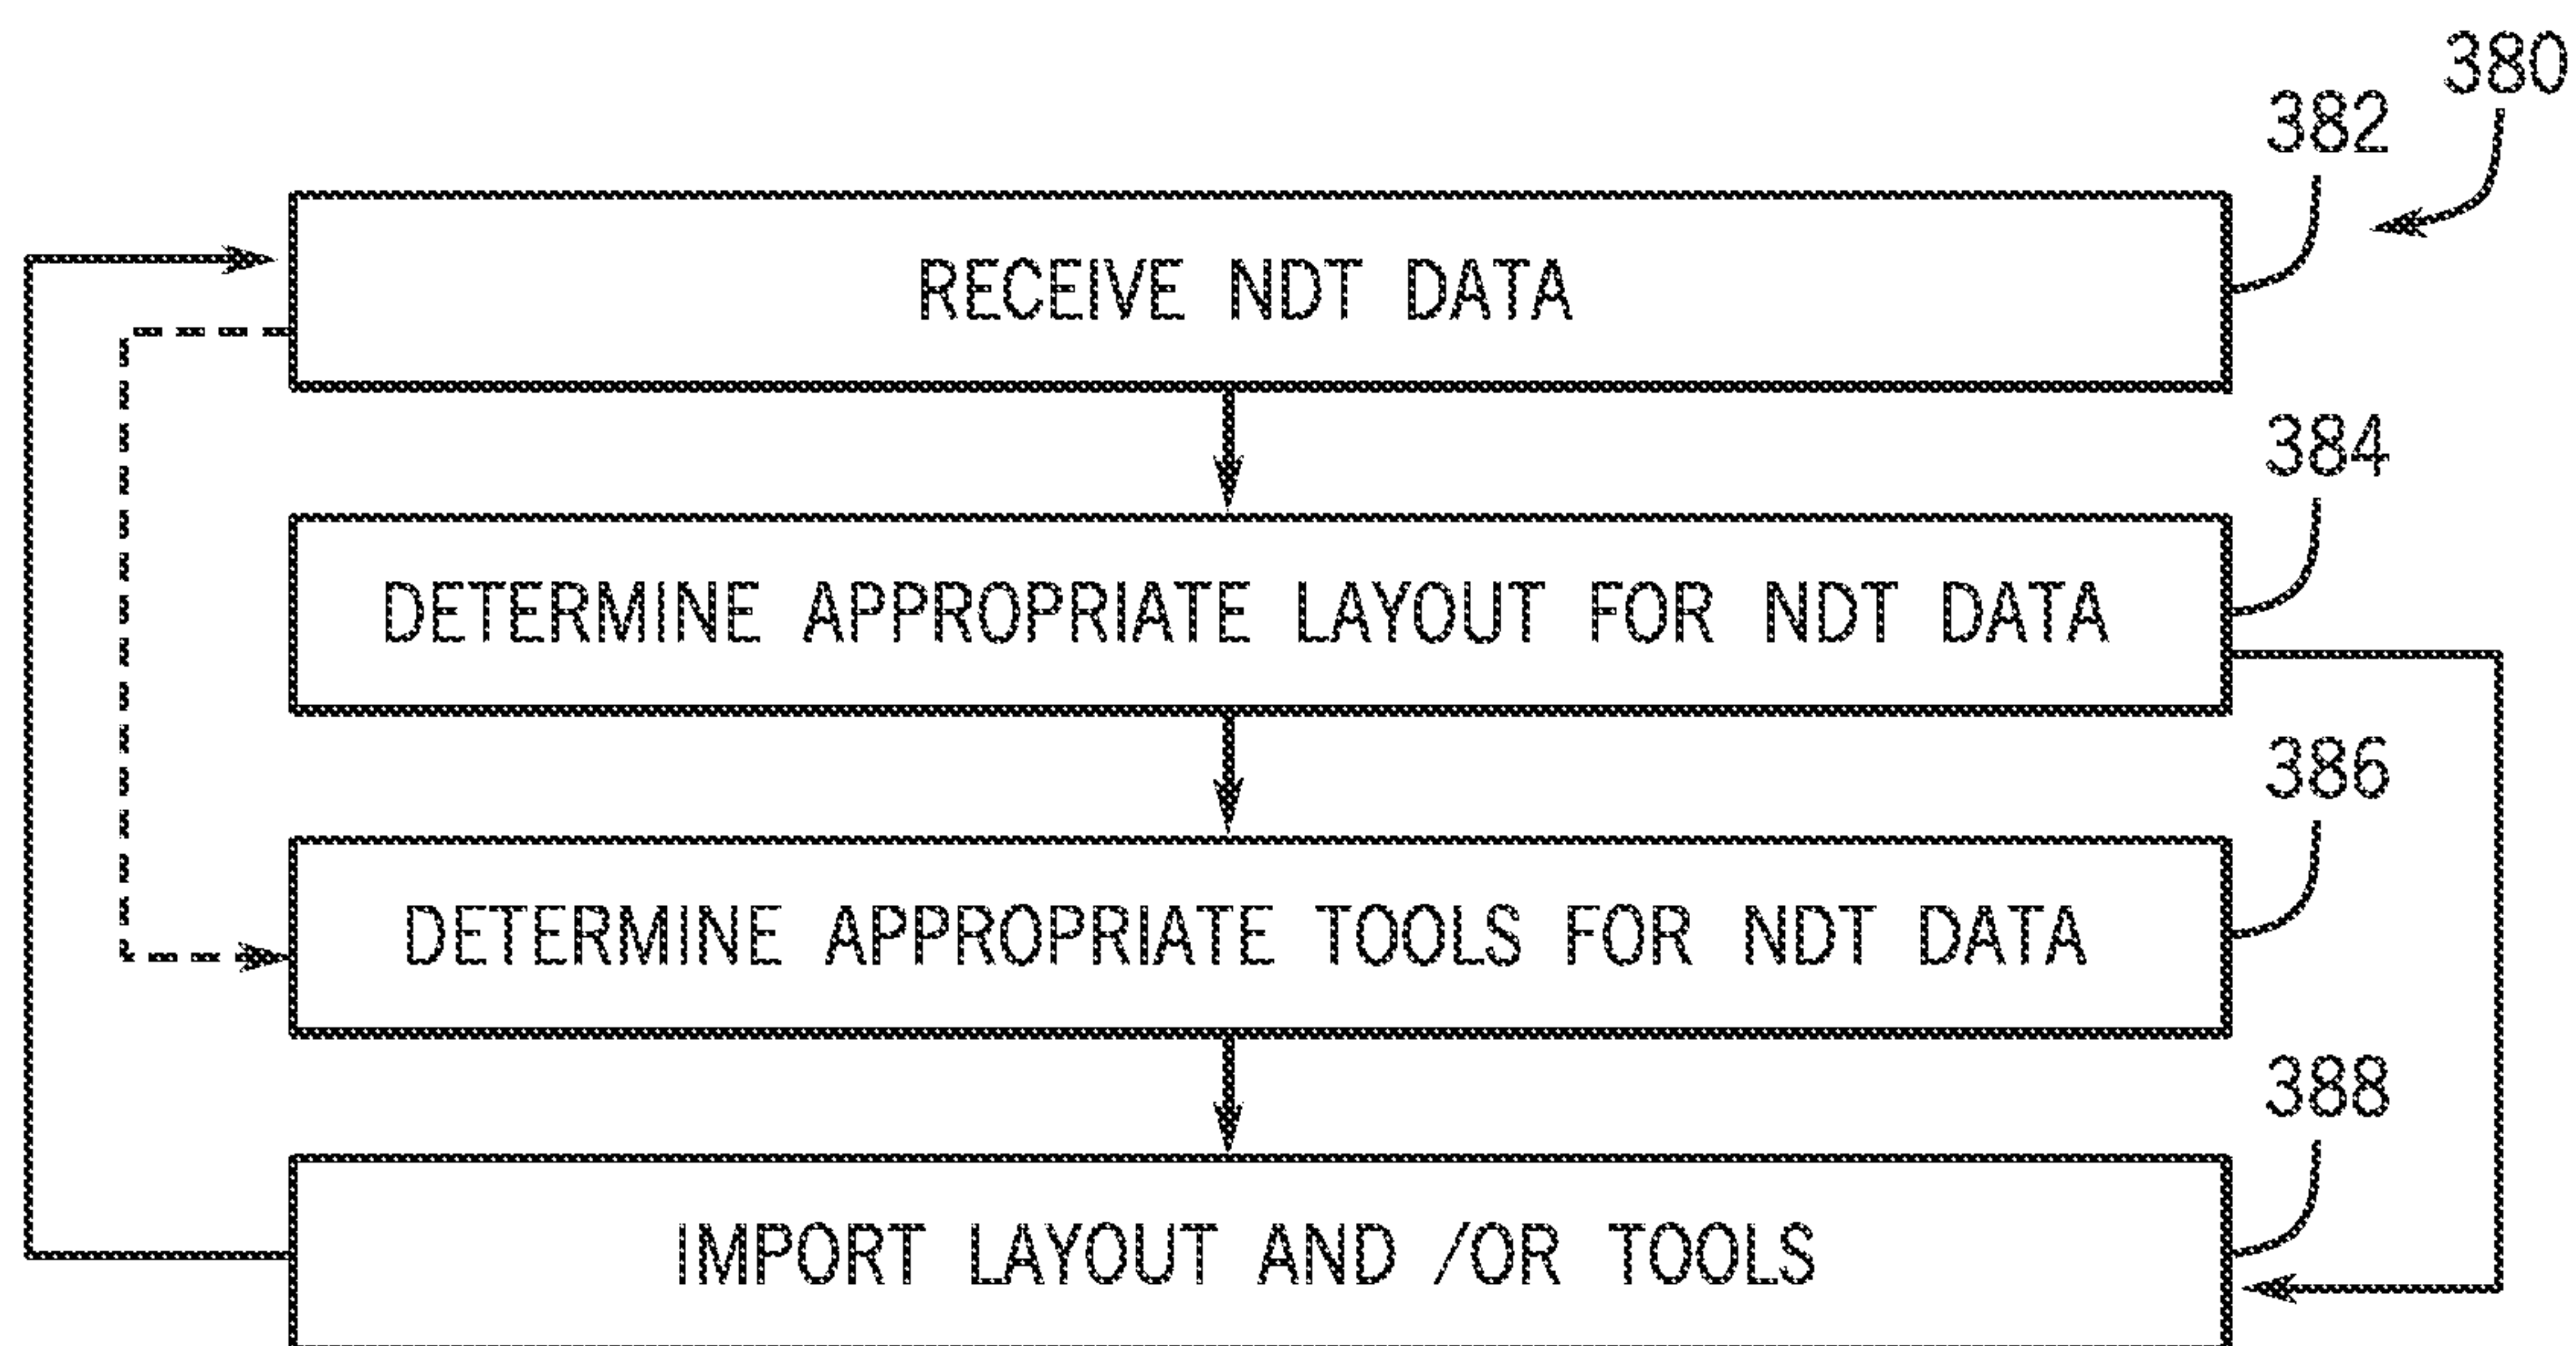 380
382
RECEIVE NDT DATA
384
DETERMINE APPROPRIATE LAYOUT FOR NDT DATA
386
DETERMINE APPROPRIATE TOOLS FOR NDT DATA
388
IMPORT LAYOUT AND /OR TOOLS